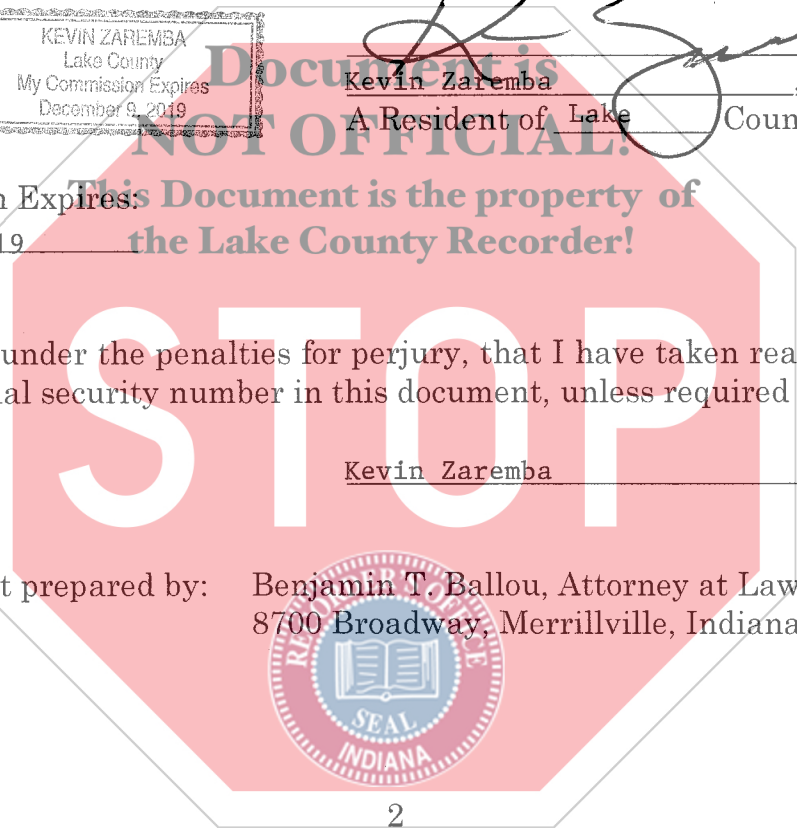 KEVIN ZAREMBA
Lake County
My Commission Expires
December 9, 2019
Document is
Kevin Zaremba
A Resident of Lake Coun
NOT OFFICIAL!
This Document is the property of
n Expires:
the Lake County Recorder!
19
STOP
under the penalties for perjury, that I have taken rea
al security number in this document, unless required
Kevin Zaremba
t prepared by: Benjamin T. Ballou, Attorney at Law
8700 Broadway, Merrillville, Indiana
RECORDER'S OFFICE
SEAL
INDIANA
2